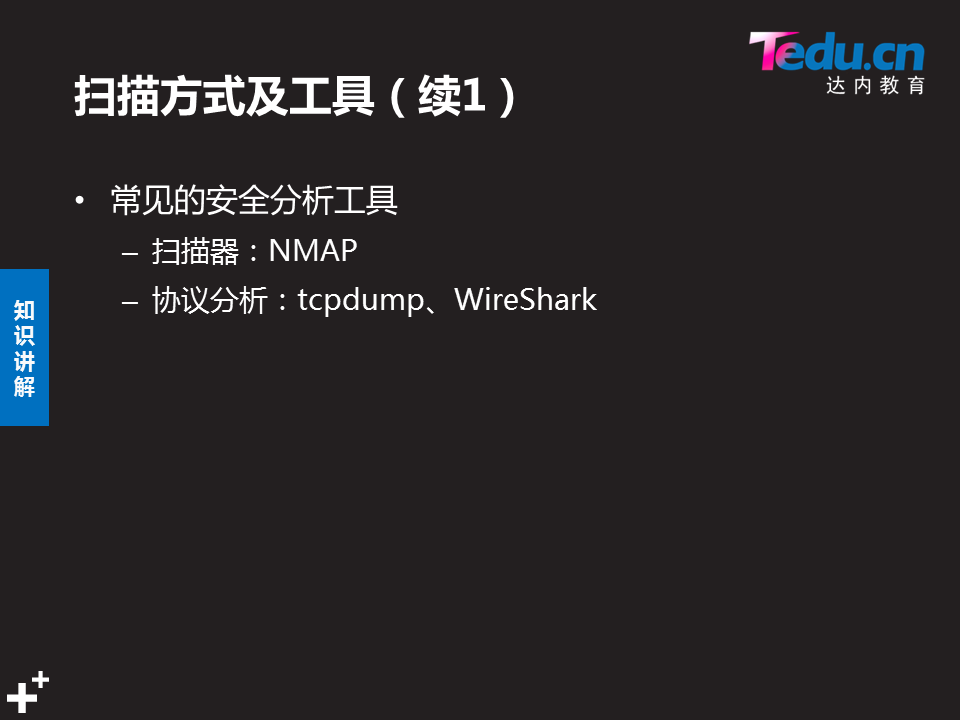 Tedu.cn
达内教育
扫描方式及工具（续1）
• 常见的安全分析工具
– 扫描器：NMAP
– 协议分析：tcpdump、WireShark
知
识
讲
解